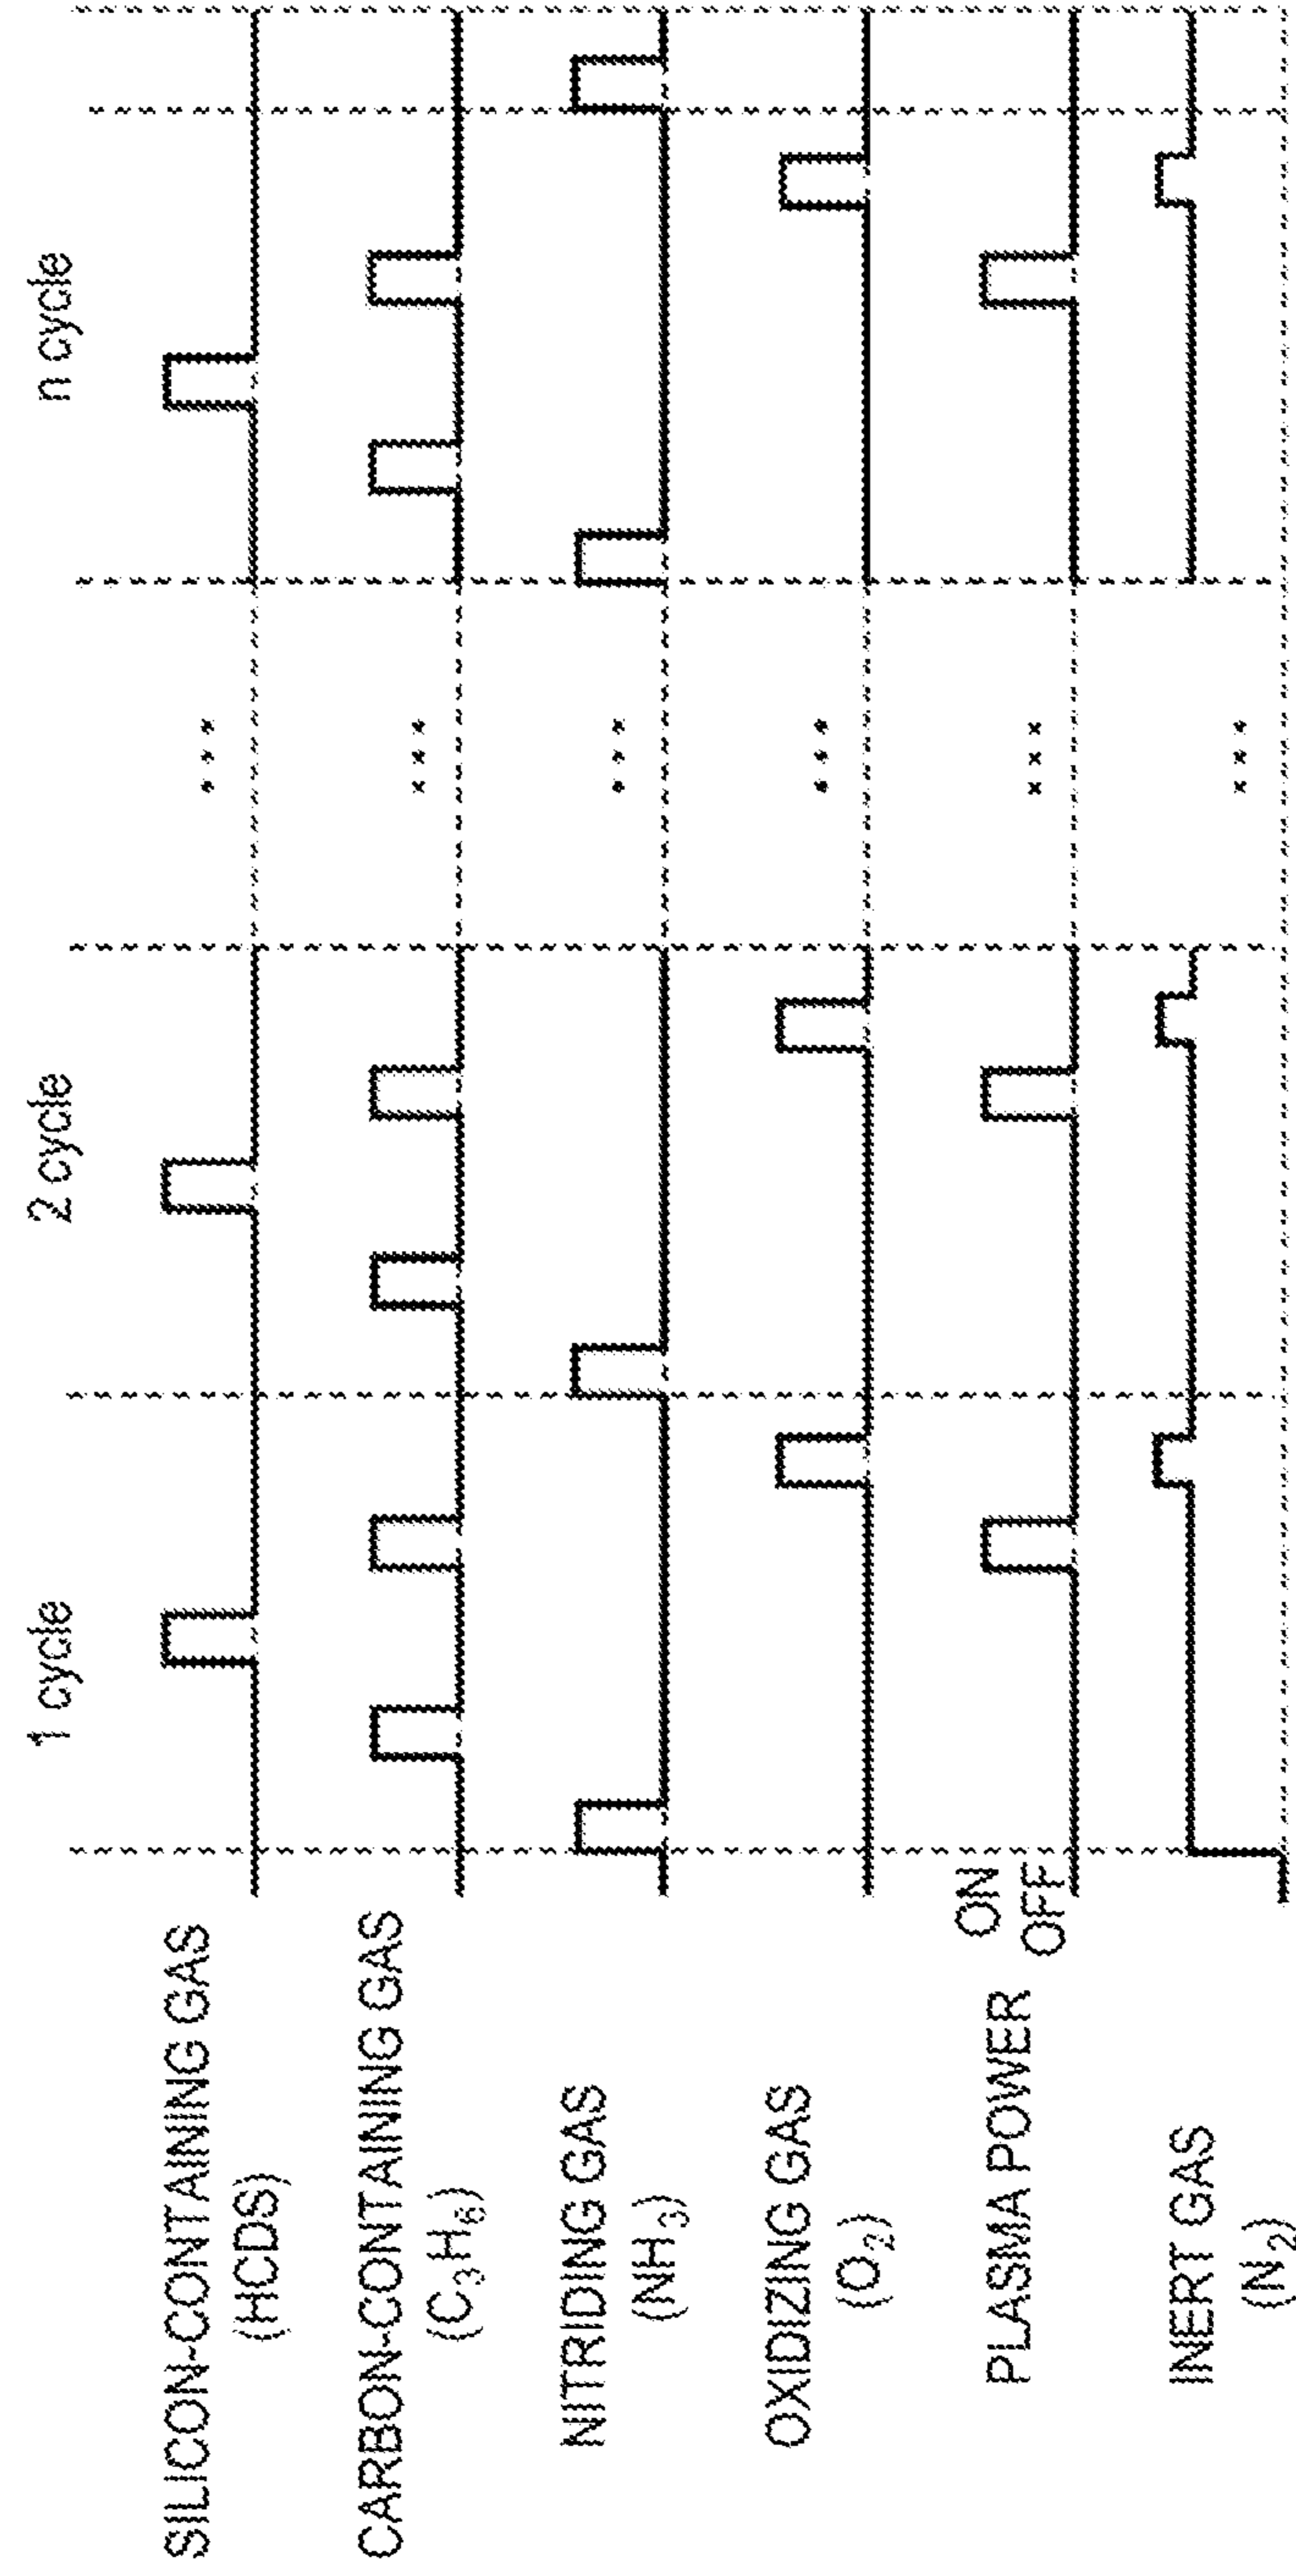 1 cycle
2 cycle
n cycle
SILICON-CONTAINING GAS
(HCDS)
CARBON-CONTAINING GAS
(C₃H₆)
NITRIDING GAS
(NH₃)
OXIDIZING GAS
(O₂)
PLASMA POWER
ON
OFF
INERT GAS
(N₂)